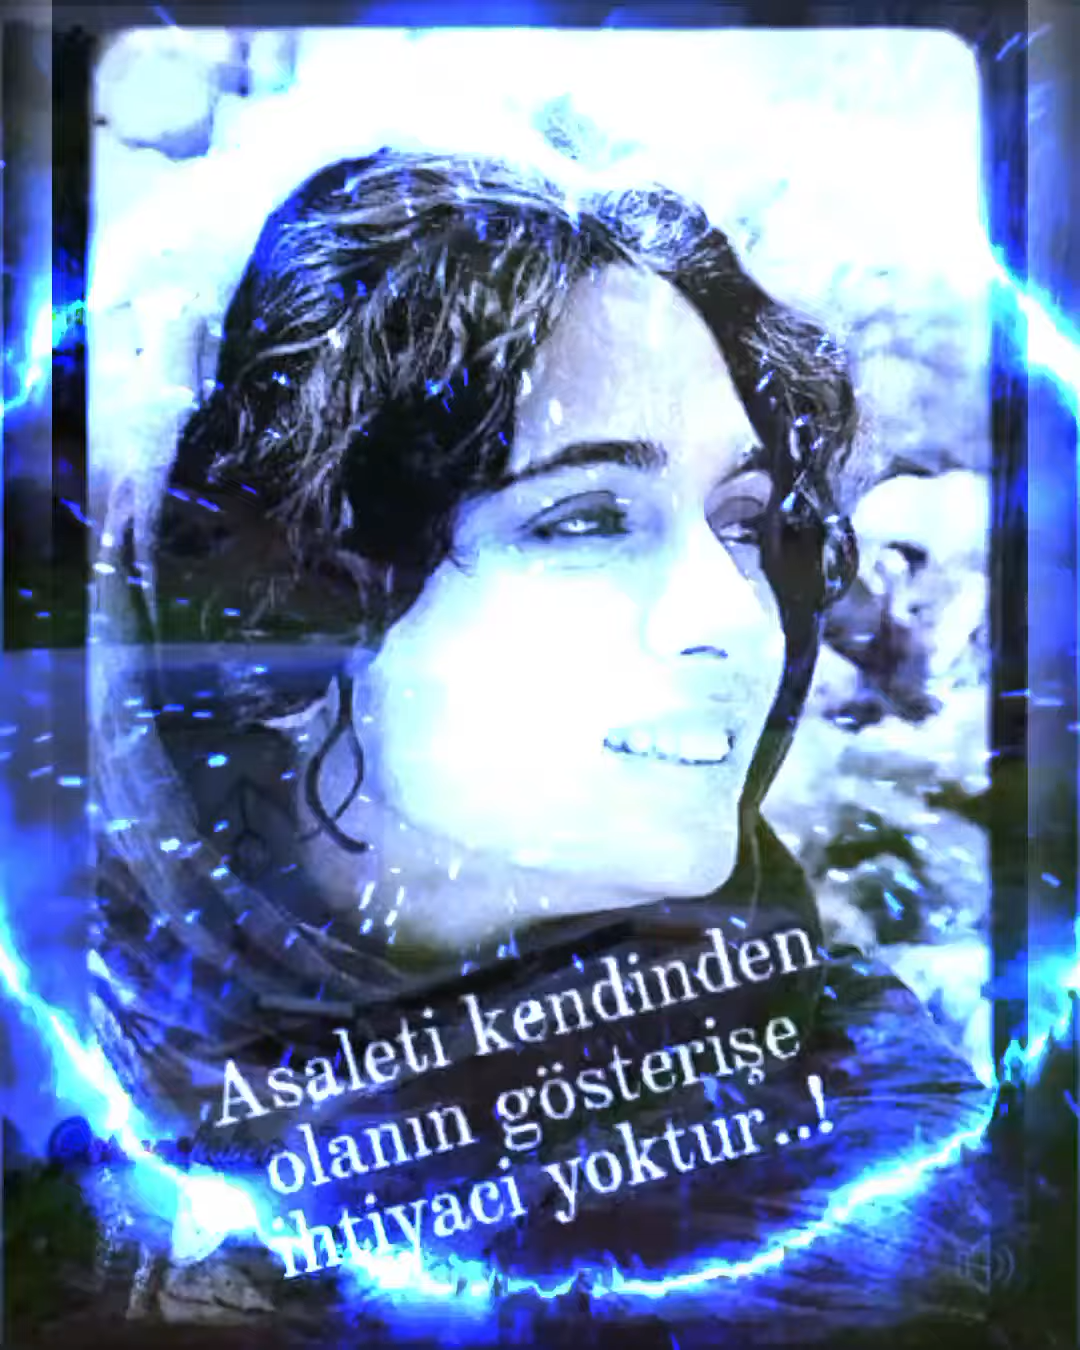 Asaleti kendinden
olanın gösterişe
ihtiyaci yoktur..!